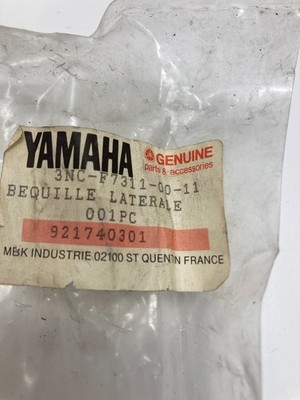 YAMAHA GENUINE
parts & accessories
3NC-F7311-00-11
BEQUILLE LATERALE
001PC
921740301
MBK INDUSTRIE 02100 ST QUENTIN FRANCE